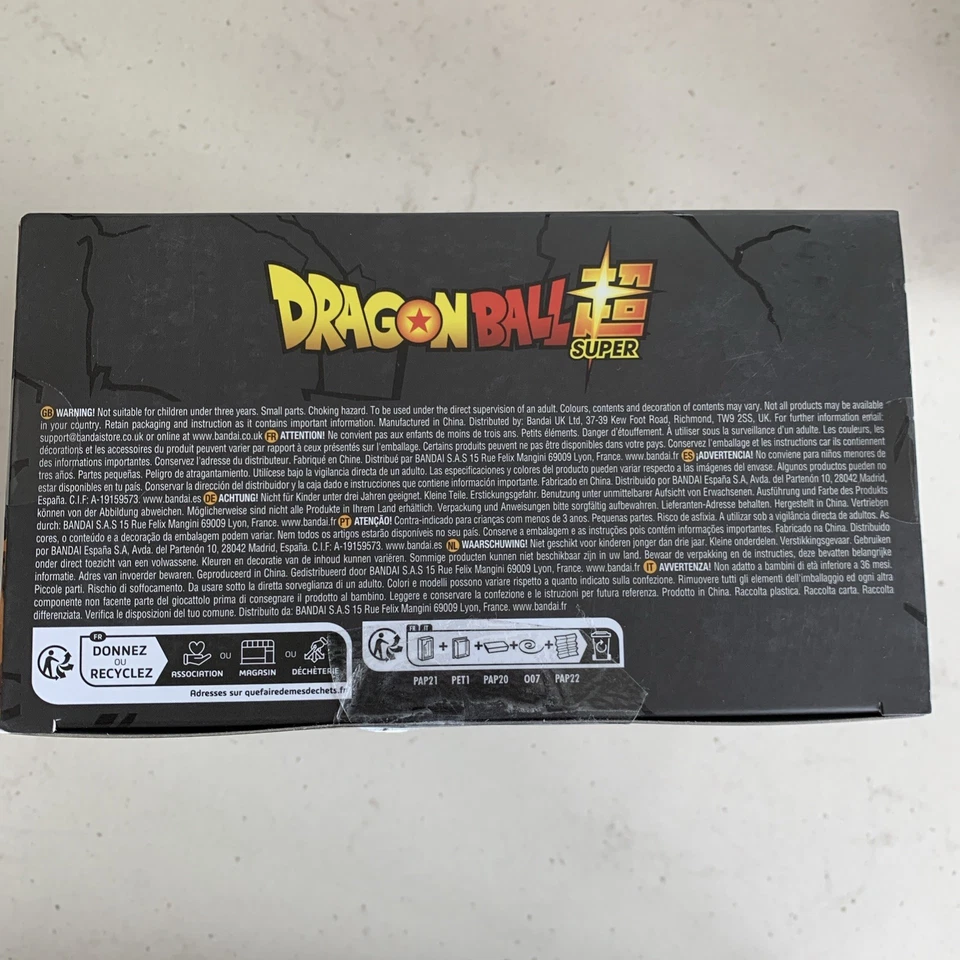 DRAGON BALL 超
SUPER
GB WARNING! Not suitable for children under three years. Small parts. Choking hazard. To be used under the direct supervision of an adult. Colours, contents and decoration of contents may vary. Not all products may be available
in your country. Retain packaging and instruction as it contains important information. Manufactured in China. Distributed by: Bandai UK Ltd, 37-39 Kew Foot Road, Richmond, TW9 2SS, UK. For further information email:
support@bandaistore.co.uk or online at www.bandai.co.uk FR ATTENTION! Ne convient pas aux enfants de moins de trois ans. Petits éléments. Danger d'étouffement. À utiliser sous la surveillance d'un adulte. Les couleurs, les
décorations et les accessoires du produit peuvent varier par rapport à ceux présentés sur l'emballage. Certains produits peuvent ne pas être disponibles dans votre pays. Conservez l'emballage et les instructions car ils contiennent
des informations importantes. Conservez l'adresse du distributeur. Fabriqué en Chine. Distribué par BANDAI S.A.S 15 Rue Felix Mangini 69009 Lyon, France. www.bandai.fr ES ¡ADVERTENCIA! No conviene para niños menores de
tres años. Partes pequeñas. Peligro de atragantamiento. Utilícese bajo la vigilancia directa de un adulto. Las especificaciones y colores del producto pueden variar respecto a las imágenes del envase. Algunos productos pueden no
estar disponibles en tu país. Conservar la dirección del distribuidor y la caja dado e instrucciones que contiene información importante. Fabricado en China. Distribuido por BANDAI España S.A, Avda. del Partenón 10, 28042 Madrid,
España. C.I.F: A-19159573. www.bandai.es DE ACHTUNG! Nicht für Kinder unter drei Jahren geeignet. Kleine Teile. Erstickungsgefahr. Benutzung unter unmittelbarer Aufsicht von Erwachsenen. Ausführung und Farbe des Produkts
können von der Abbildung abweichen. Möglicherweise sind nicht alle Produkte in Ihrem Land erhältlich. Verpackung und Anweisungen bitte sorgfältig aufbewahren. Lieferanten-Adresse behalten. Hergestellt in China. Vertrieben
durch: BANDAI S.A.S 15 Rue Felix Mangini 69009 Lyon, France. www.bandai.fr PT ATENÇÃO! Contra-indicado para crianças com menos de 3 anos. Pequenas partes. Risco de asfixia. A utilizar sob a vigilância directa de adultos. As
cores, o conteúdo e a decoração da embalagem podem variar. Nem todos os artigos estarão disponíveis no seu país. Conserve a embalagem e as instruções pois contém informações importantes. Fabricado na China. Distribuido
por BANDAI España S.A, Avda. del Partenón 10, 28042 Madrid, España. C.I.F: A-19159573. www.bandai.es NL WAARSCHUWING! Niet geschikt voor kinderen jonger dan drie jaar. Kleine onderdelen. Verstikkingsgevaar. Gebruiken
onder direct toezicht van een volwassene. Kleuren en decoratie van de inhoud kunnen variëren. Sommige producten kunnen niet beschikbaar zijn in uw land. Bewaar de verpakking en de instructies, deze bevatten belangrijke
informatie. Adres van invoerder bewaren. Geproduceerd in China. Gedistribueerd door BANDAI S.A.S 15 Rue Felix Mangini 69009 Lyon, France. www.bandai.fr IT AVVERTENZA! Non adatto a bambini di età inferiore a 36 mesi.
Piccole parti. Rischio di soffocamento. Da usare sotto la diretta sorveglianza di un adulto. Colori e modelli possono variare rispetto a quanto indicato sulla confezione. Rimuovere tutti gli elementi dell'imballaggio ed ogni altra
componente non facente parte del giocattolo prima di consegnare il prodotto al bambino. Leggere e conservare la confezione e le istruzioni per futura referenza. Prodotto in China. Raccolta plastica. Raccolta carta. Raccolta
differenziata. Verifica le disposizioni del tuo comune. Distribuito da: BANDAI S.A.S 15 Rue Felix Mangini 69009 Lyon, France. www.bandai.fr
FR
DONNEZ
OU
RECYCLEZ
ASSOCIATION OU MAGASIN OU DÉCHÈTERIE
Adresses sur quefairedemesdechets.fr
FR IT
+ + + +
PAP21 PET1 PAP20 O07 PAP22